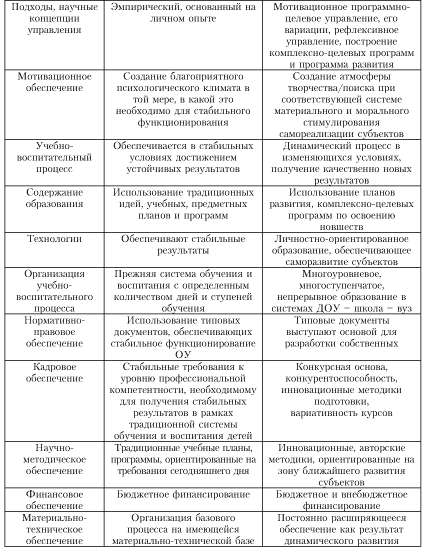 Подходы, научные
концепции
управления
Эмпирический, основанный на
личном опыте
Мотивационное программно-
целевое управление, его
вариации, рефлексивное
управление, построение
комплексно-целевых программ
и программа развития
Мотивационное
обеспечение
Создание благоприятного
психологического климата в
той мере, в какой это
необходимо для стабильного
функционирования
Создание атмосферы
творчества/поиска при
соответствующей системе
материального и морального
стимулирования
самореализации субъектов
Учебно-
воспитательный
процесс
Обеспечивается в стабильных
условиях достижением
устойчивых результатов
Динамический процесс в
изменяющихся условиях,
получение качественно новых
результатов
Содержание
образования
Использование традиционных
идей, учебных, предметных
планов и программ
Использование планов
развития, комплексно-целевых
программ по освоению
новшеств
Технологии
Обеспечивают стабильные
результаты
Личностно-ориентированное
образование, обеспечивающее
саморазвитие субъектов
Организация
учебно-
воспитательного
процесса
Прежняя система обучения и
воспитания с определенным
количеством дней и ступеней
обучения
Многоуровневое,
многоступенчатое,
непрерывное образование в
системах ДОУ – школа – вуз
Нормативно-
правовое
обеспечение
Использование типовых
документов, обеспечивающих
стабильное функционирование
ОУ
Типовые документы
выступают основой для
разработки собственных
Кадровое
обеспечение
Стабильные требования к
уровню профессиональной
компетентности, необходимому
для получения стабильных
результатов в рамках
традиционной системы
обучения и воспитания детей
Конкурсная основа,
конкурентоспособность,
инновационные методики
подготовки,
вариативность курсов
Научно-
методическое
обеспечение
Традиционные учебные планы,
программы, ориентированные на
требования сегодняшнего дня
Инновационные, авторские
методики, ориентированные на
зону ближайшего развития
субъектов
Финансовое
обеспечение
Бюджетное финансирование
Бюджетное и внебюджетное
финансирование
Материально-
техническое
обеспечение
Организация базового
процесса на имеющейся
материально-технической базе
Постоянно расширяющееся
обеспечение как результат
динамического развития